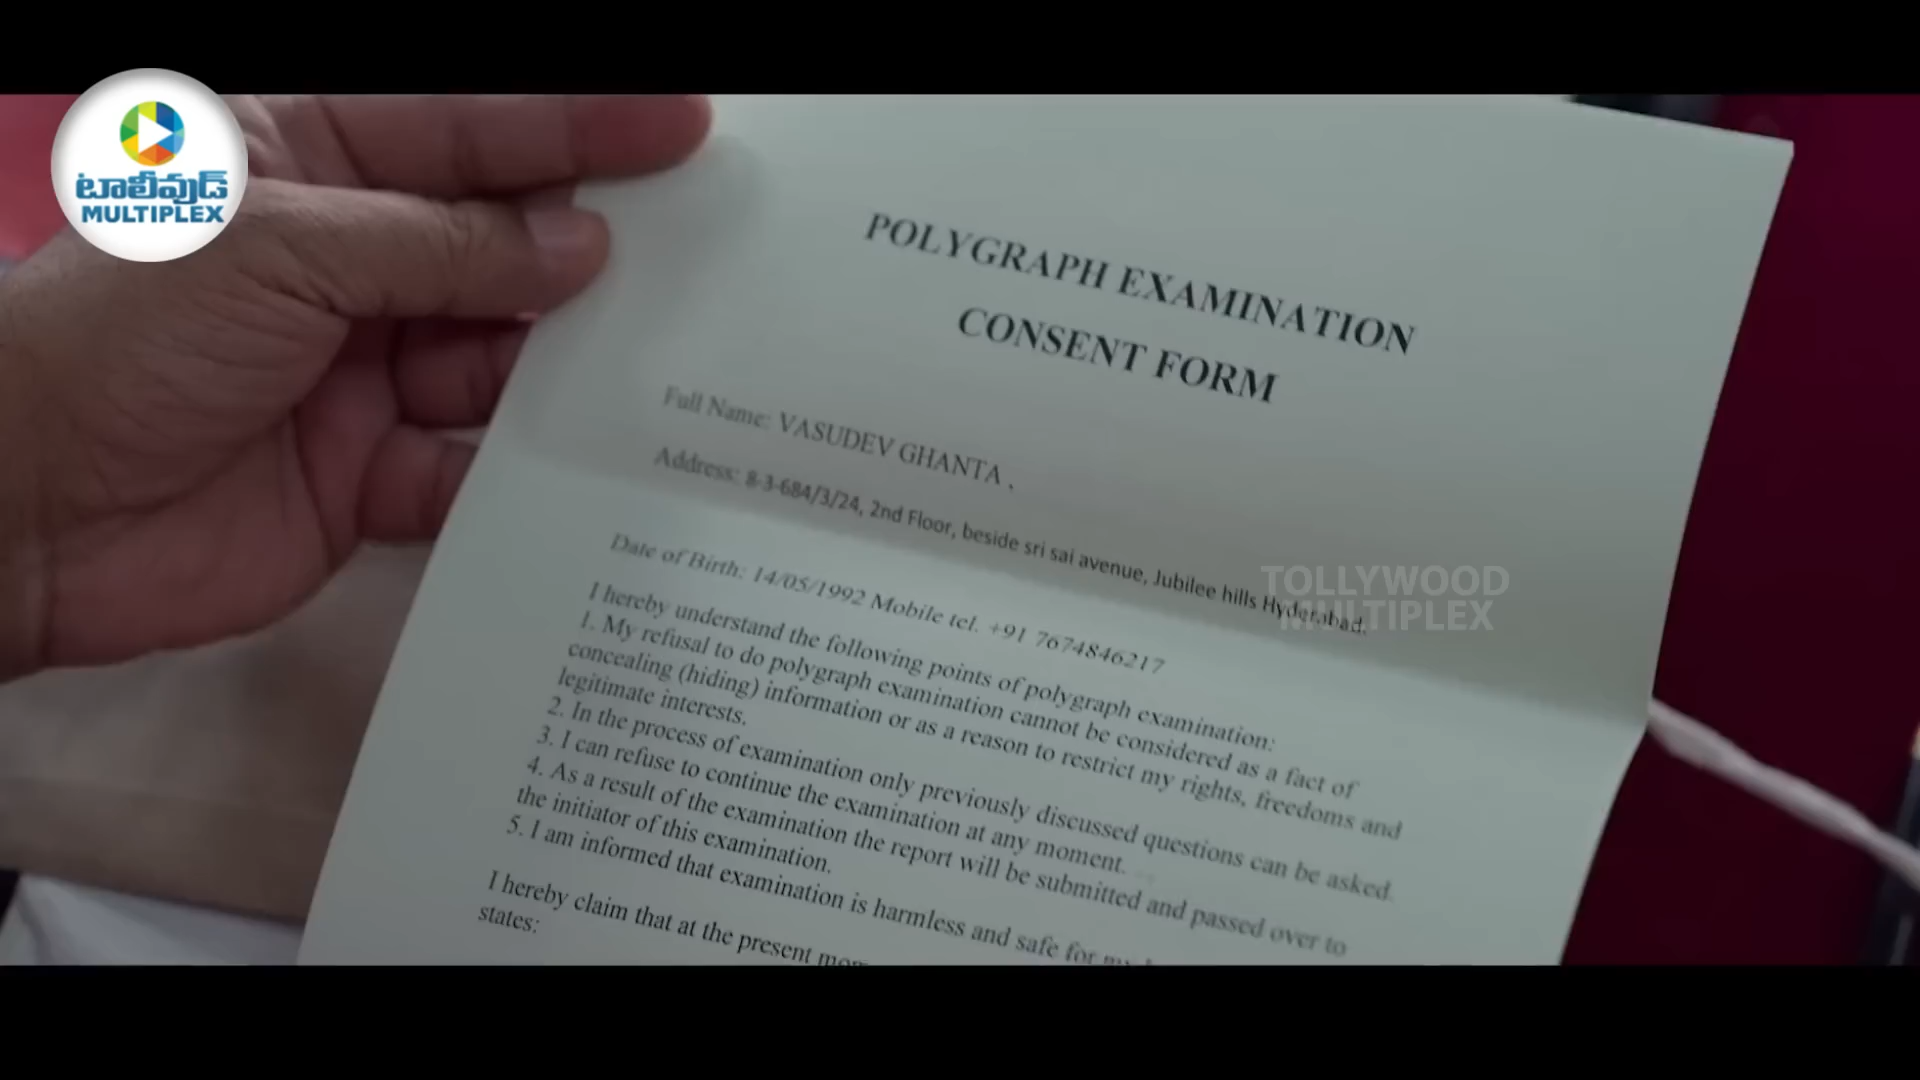 టాలీవుడ్
MULTIPLEX
POLYGRAPH EXAMINATION
CONSENT FORM
Full Name: VASUDEV GHANTA .
Address: 8-3-684/3/24, 2nd Floor, beside sri sai avenue, Jubilee hills Hyderabad.
TOLLYWOOD
MULTIPLEX
Date of Birth: 14/05/1992 Mobile tel. +91 7674846217
I hereby understand the following points of polygraph examination:
1. My refusal to do polygraph examination cannot be considered as a fact of
concealing (hiding) information or as a reason to restrict my rights, freedoms and
legitimate interests.
2. In the process of examination only previously discussed questions can be asked.
3. I can refuse to continue the examination at any moment.
4. As a result of the examination the report will be submitted and passed over to
the initiator of this examination.
5. I am informed that examination is harmless and safe for my
I hereby claim that at the present
states: